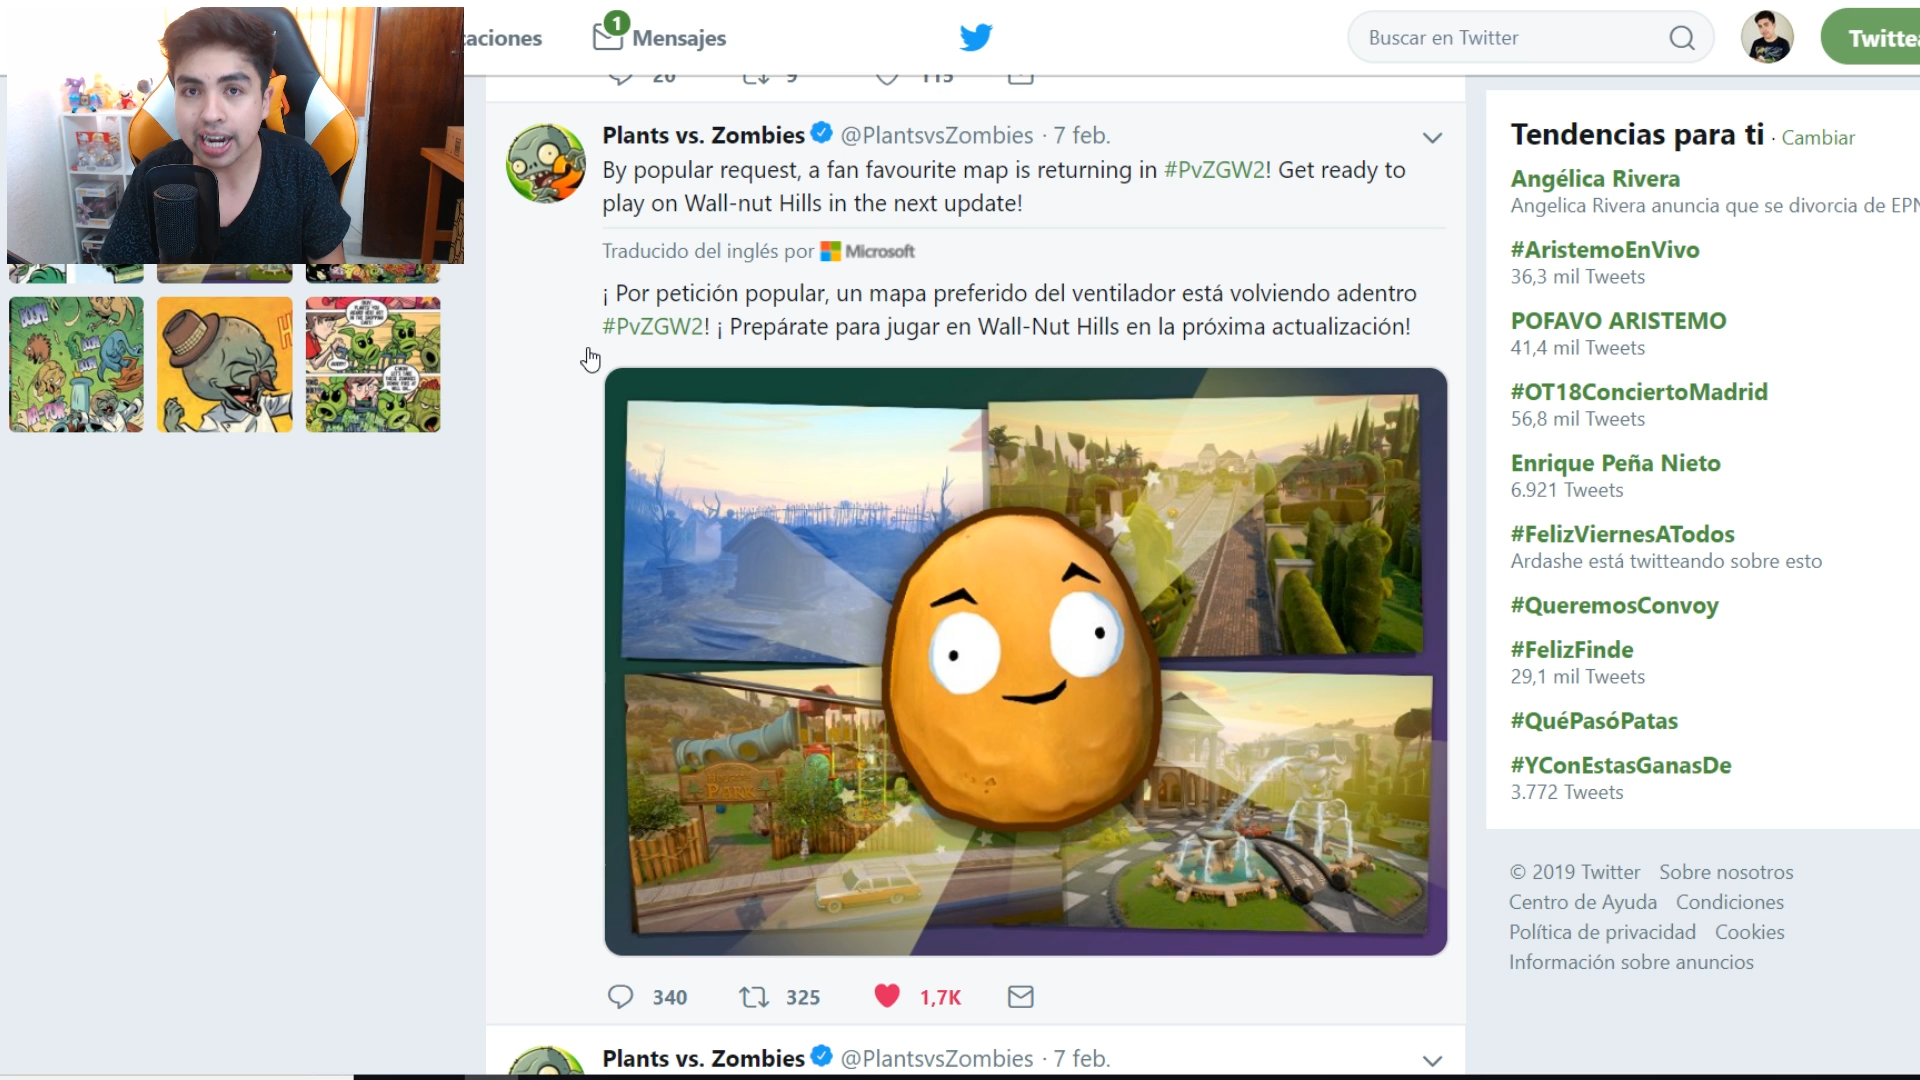 caciones
1
Mensajes
Buscar en Twitter
20 9 115
Plants vs. Zombies @PlantsvsZombies · 7 feb.
By popular request, a fan favourite map is returning in #PvZGW2! Get ready to
play on Wall-nut Hills in the next update!
Traducido del inglés por Microsoft
¡ Por petición popular, un mapa preferido del ventilador está volviendo adentro
#PvZGW2! ¡ Prepárate para jugar en Wall-Nut Hills en la próxima actualización!
PARK
340 325 1,7K
Plants vs. Zombies @PlantsvsZombies · 7 feb.
Tendencias para ti · Cambiar
Angélica Rivera
Angelica Rivera anuncia que se divorcia de EPN
#AristemoEnVivo
36,3 mil Tweets
POFAVO ARISTEMO
41,4 mil Tweets
#OT18ConciertoMadrid
56,8 mil Tweets
Enrique Peña Nieto
6.921 Tweets
#FelizViernesATodos
Ardashe está twitteando sobre esto
#QueremosConvoy
#FelizFinde
29,1 mil Tweets
#QuéPasóPatas
#YConEstasGanasDe
3.772 Tweets
© 2019 Twitter Sobre nosotros
Centro de Ayuda Condiciones
Política de privacidad Cookies
Información sobre anuncios